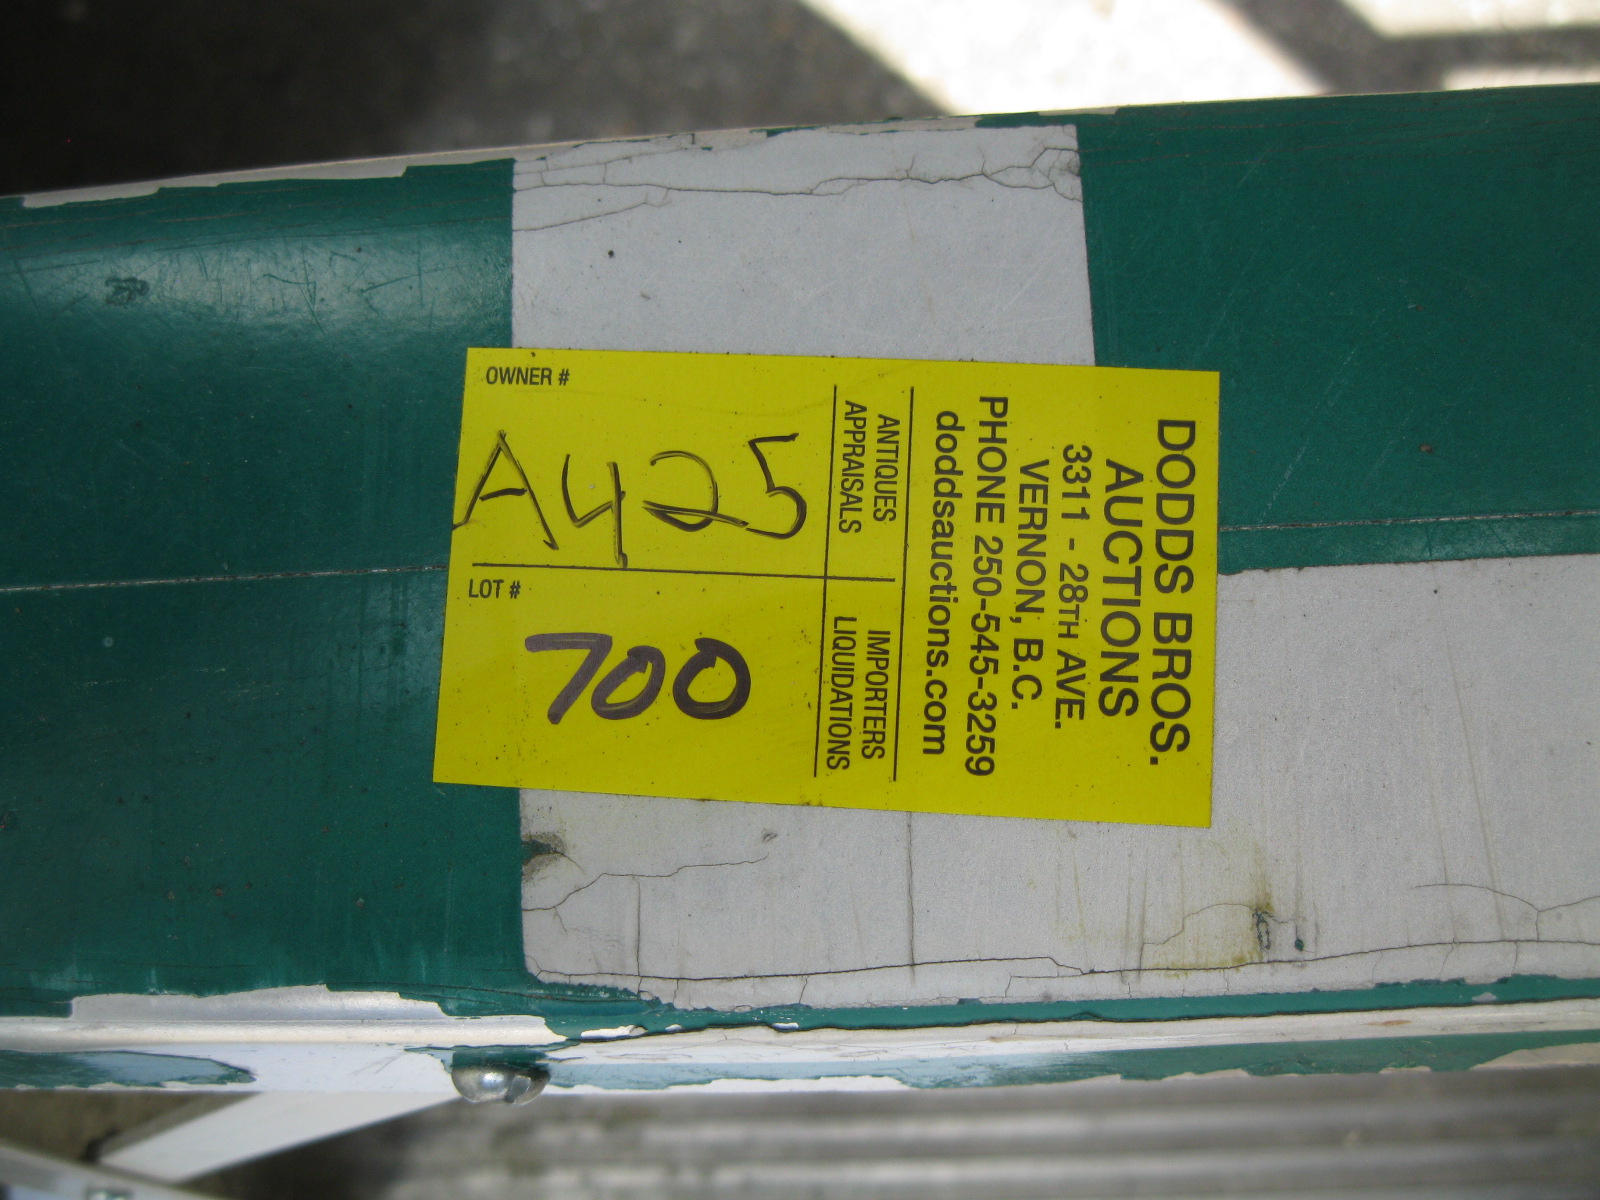 DODDS BROS.
AUCTIONS
3311 - 28TH AVE.
VERNON, B.C.
PHONE 250-545-3259
doddsauctions.com
ANTIQUES
APPRAISALS
IMPORTERS
LIQUIDATIONS
OWNER #
A425
LOT #
700